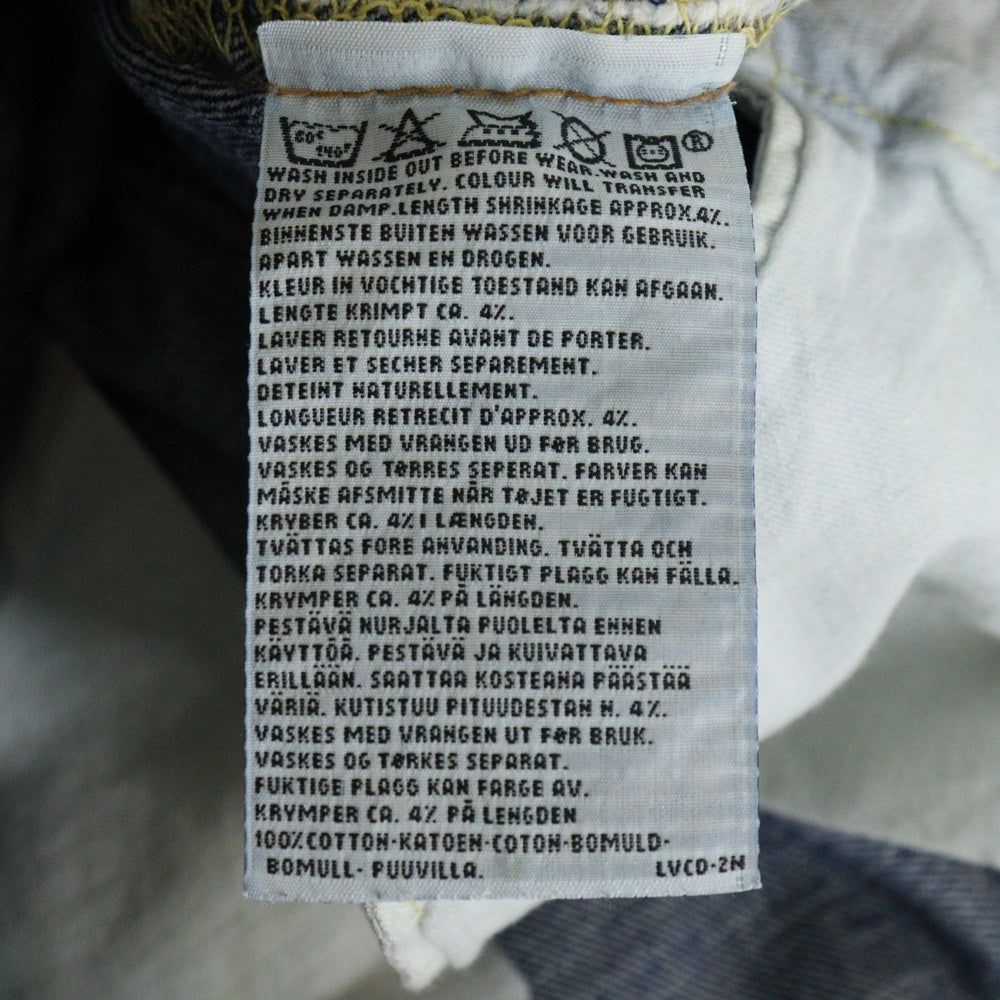 60°C
140°F
®
WASH INSIDE OUT BEFORE WEAR.WASH AND
DRY SEPARATELY. COLOUR WILL TRANSFER
WHEN DAMP.LENGTH SHRINKAGE APPROX.4%.
BINNENSTE BUITEN WASSEN VOOR GEBRUIK.
APART WASSEN EN DROGEN.
KLEUR IN VOCHTIGE TOESTAND KAN AFGAAN.
LENGTE KRIMPT CA. 4%.
LAVER RETOURNE AVANT DE PORTER.
LAVER ET SECHER SEPAREMENT.
DETEINT NATURELLEMENT.
LONGUEUR RETRECIT D'APPROX. 4%.
VASKES MED VRANGEN UD FØR BRUG.
VASKES OG TØRRES SEPERAT. FARVER KAN
MÅSKE AFSMITTE NÅR TØJET ER FUGTIGT.
KRYBER CA. 4% I LÆNGDEN.
TVÄTTAS FORE ANVANDING. TVÄTTA OCH
TORKA SEPARAT. FUKTIGT PLAGG KAN FÄLLA.
KRYMPER CA. 4% PÅ LÄNGDEN.
PESTÄVÄ NURJALTA PUOLELTA ENNEN
KÄYTTÖÄ. PESTÄVÄ JA KUIVATTAVA
ERILLÄÄN. SAATTAA KOSTEANA PÄÄSTÄÄ
VÄRIÄ. KUTISTUU PITUUDESTAN N. 4%.
VASKES MED VRANGEN UT FØR BRUK.
VASKES OG TØRKES SEPARAT.
FUKTIGE PLAGG KAN FARGE AV.
KRYMPER CA. 4% PÅ LENGDEN
100%COTTON-KATOEN-COTON-BOMULD-
BOMULL- PUUVILLA. LVCD-2N